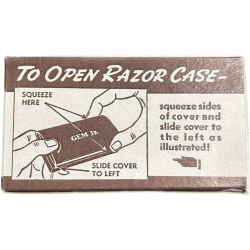 TO OPEN RAZOR CASE-
SQUEEZE
HERE
GEM JR.
SLIDE COVER
TO LEFT
squeeze sides
of cover and
slide cover to
the left as
illustrated!